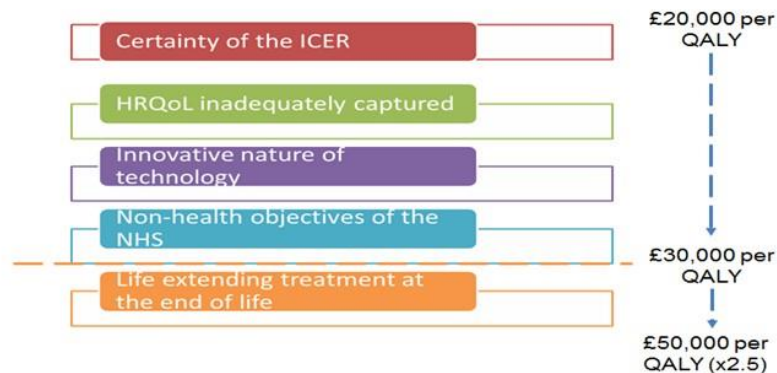 £20,000 per
QALY
Certainty of the ICER
HRQoL inadequately captured
Innovative nature of
technology
Non-health objectives of the
NHS
£30,000 per
QALY
Life extending treatment at
the end of life
£50,000 per
QALY (x2.5)